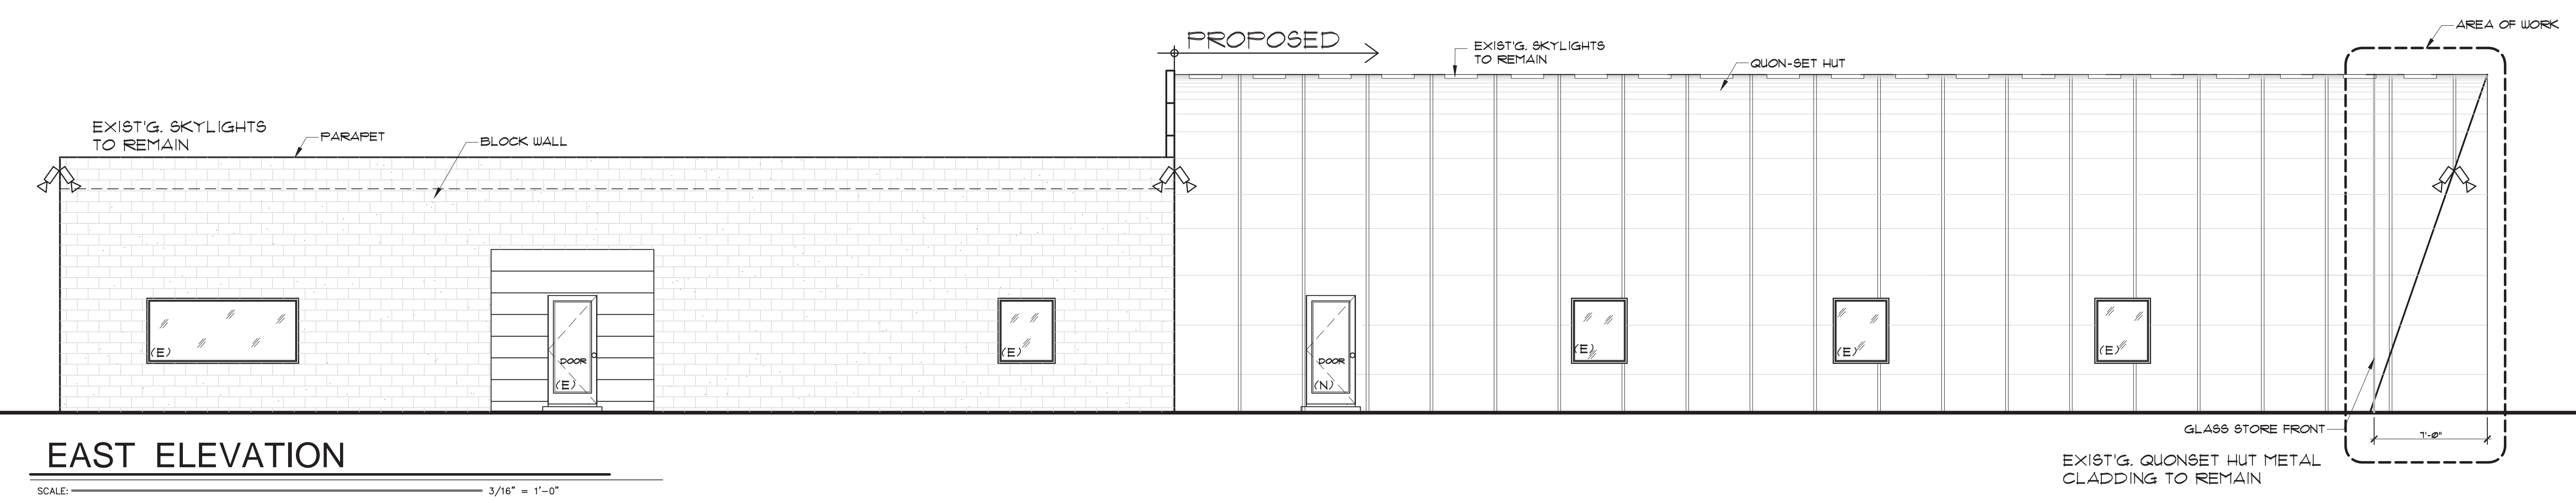 AREA OF WORK
PROPOSED
EXIST'G. SKYLIGHTS
TO REMAIN
QUON-SET HUT
EXIST'G. SKYLIGHTS
TO REMAIN
PARAPET
BLOCK WALL
(E)
DOOR
(E)
(E)
DOOR
(N)
(E)
(E)
(E)
GLASS STORE FRONT
7'-0"
EXIST'G. QUONSET HUT METAL
CLADDING TO REMAIN
EAST ELEVATION
SCALE: 3/16" = 1'-0"